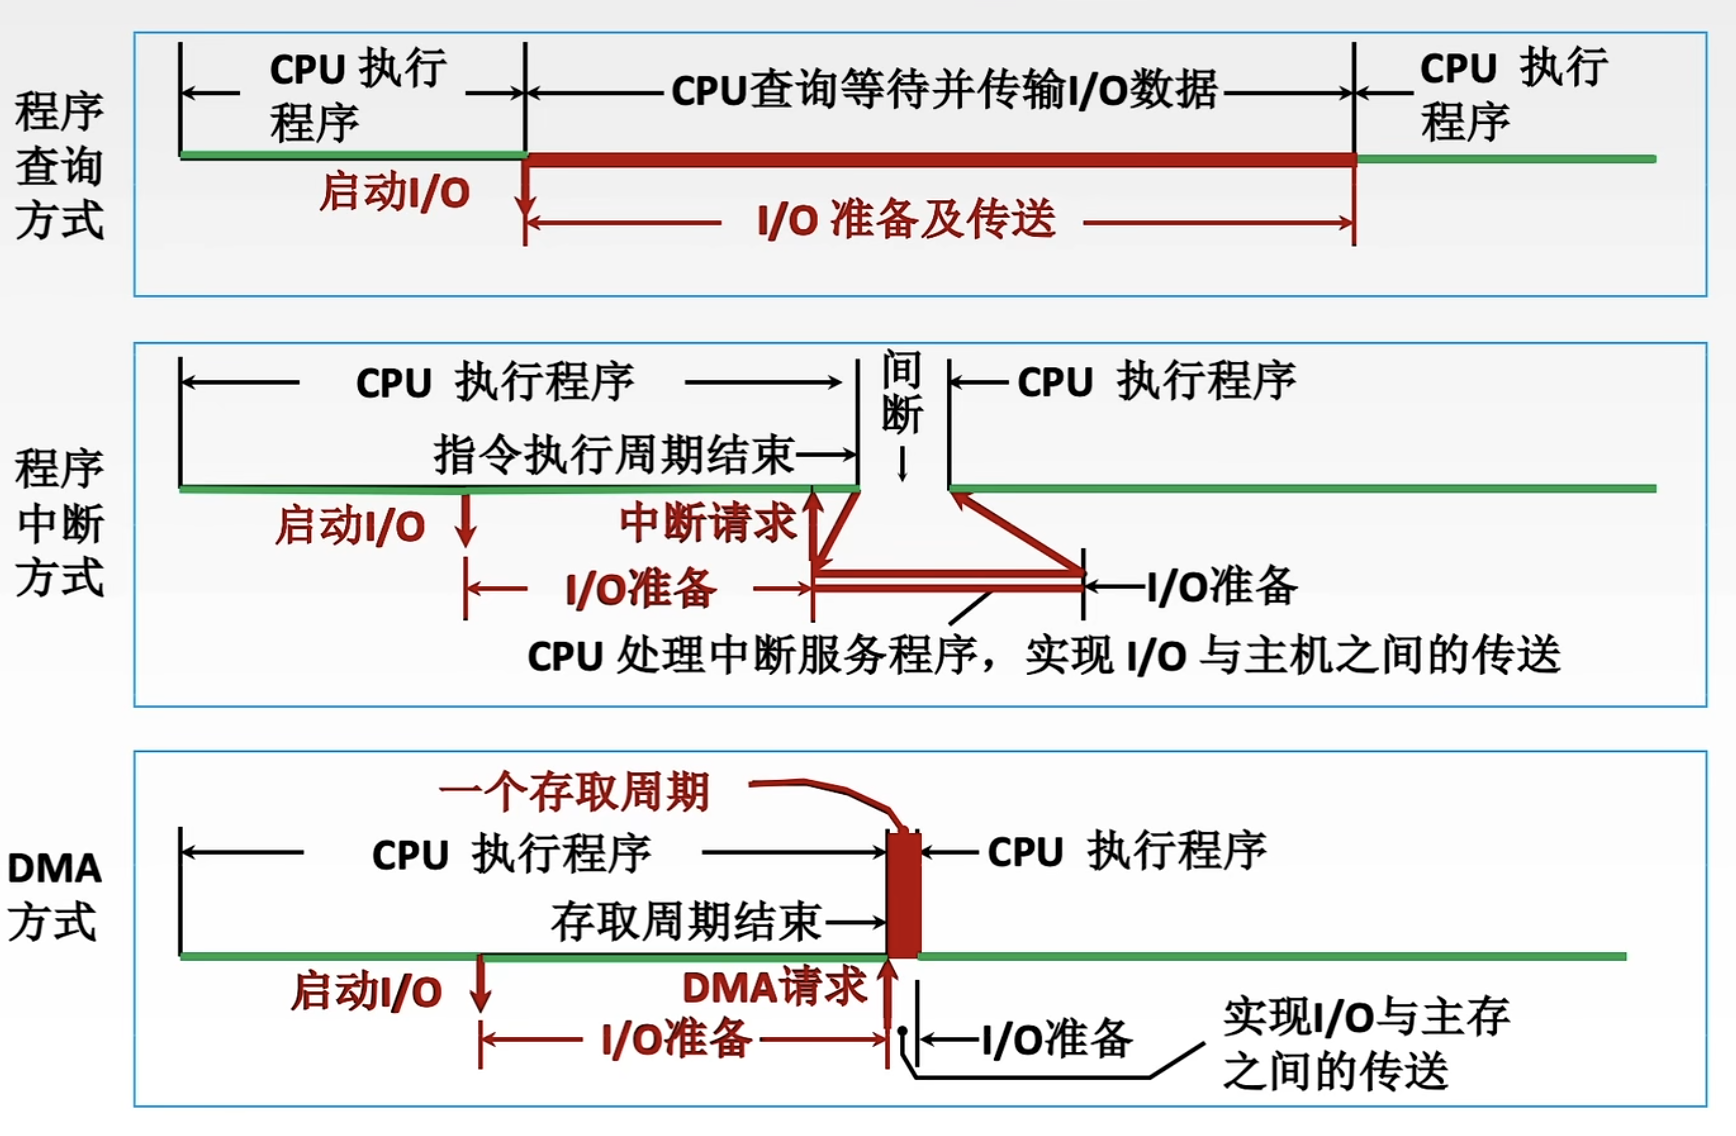 程序
查询
方式
CPU 执行
程序
CPU查询等待并传输I/O数据
CPU 执行
程序
启动I/O
I/O 准备及传送
程序
中断
方式
CPU 执行程序
间
断
CPU 执行程序
指令执行周期结束
启动I/O
中断请求
I/O准备
I/O准备
CPU 处理中断服务程序，实现 I/O 与主机之间的传送
DMA
方式
一个存取周期
CPU 执行程序
CPU 执行程序
存取周期结束
启动I/O
DMA请求
I/O准备
I/O准备
实现I/O与主存
之间的传送